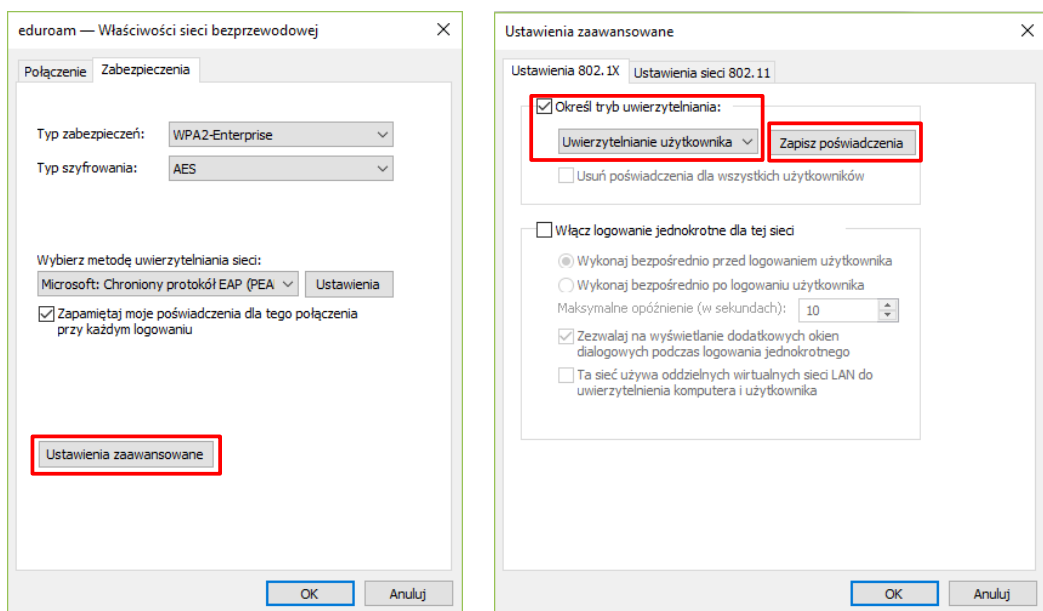 eduroam — Właściwości sieci bezprzewodowej
Połączenie
Zabezpieczenia
Typ zabezpieczeń:
WPA2-Enterprise
Typ szyfrowania:
AES
Wybierz metodę uwierzytelniania sieci:
Microsoft: Chroniony protokół EAP (PEA
Ustawienia
Zapamiętaj moje poświadczenia dla tego połączenia
przy każdym logowaniu
Ustawienia zaawansowane
OK
Anuluj
Ustawienia zaawansowane
Ustawienia 802.1X
Ustawienia sieci 802.11
Określ tryb uwierzytelniania:
Uwierzytelnianie użytkownika
Zapisz poświadczenia
Usuń poświadczenia dla wszystkich użytkowników
Włącz logowanie jednokrotne dla tej sieci
Wykonaj bezpośrednio przed logowaniem użytkownika
Wykonaj bezpośrednio po logowaniu użytkownika
Maksymalne opóźnienie (w sekundach):
10
Zezwalaj na wyświetlanie dodatkowych okien
dialogowych podczas logowania jednokrotnego
Ta sieć używa oddzielnych wirtualnych sieci LAN do
uwierzytelnienia komputera i użytkownika
OK
Anuluj